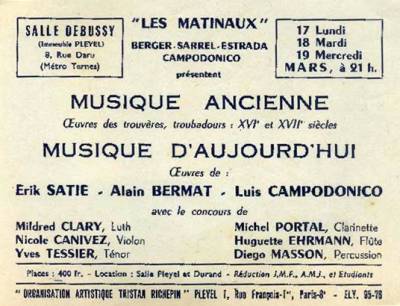 SALLE DEBUSSY
(Immeuble PLEYEL)
8, Rue Daru
(Métro Ternes)
"LES MATINAUX"
BERGER-SARREL-ESTRADA
CAMPODONICO
présentent
17 Lundi
18 Mardi
19 Mercredi
MARS, à 21 h.
MUSIQUE ANCIENNE
Œuvres des trouvères, troubadours : XVIe et XVIIe siècles
MUSIQUE D'AUJOURD'HUI
Œuvres de :
Erik SATIE - Alain BERMAT - Luis CAMPODONICO
avec le concours de
Mildred CLARY, Luth
Nicole CANIVEZ, Violon
Yves TESSIER, Ténor
Michel PORTAL, Clarinette
Huguette EHRMANN, Flûte
Diego MASSON, Percussion
Places : 400 fr. - Location : Salle Pleyel et Durand - Réduction J.M.F., A.M.J., et Etudiants
"ORGANISATION ARTISTIQUE TRISTAN RICHEPIN" PLEYEL I, Rue François-I°, Paris-8° - ELY. 95-78